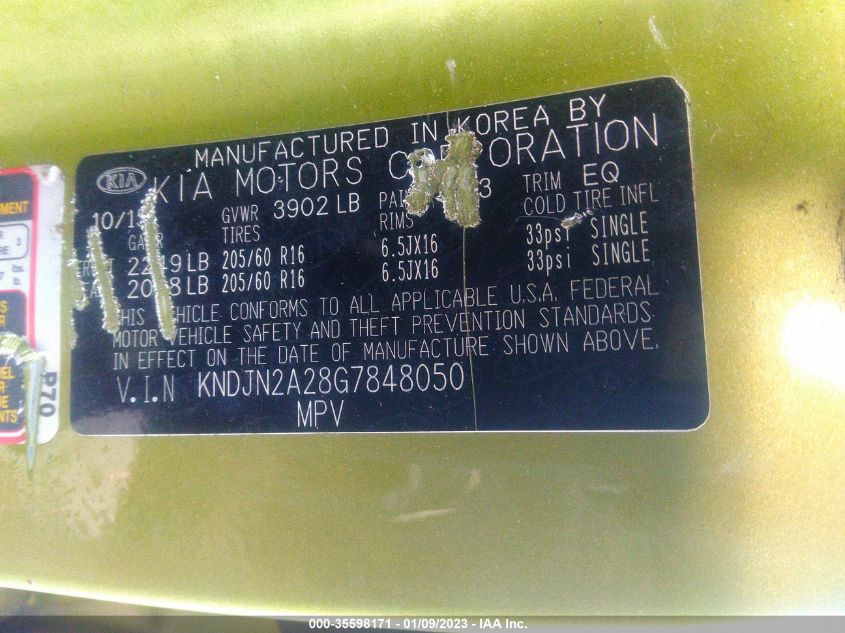 MANUFACTURED IN KOREA BY
KIA KIA MOTORS
TRIM EQ
10/15 GVWR 3902 LB RIMS COLD TIRE INFL
TIRES
LB 205/60 R16 6.5JX16 33psi SINGLE
LB 205/60 R16 6.5JX16 33psi SINGLE
THIS VEHICLE CONFORMS TO ALL APPLICABLE U.S.A. FEDERAL
MOTOR VEHICLE SAFETY AND THEFT PREVENTION STANDARDS
IN EFFECT ON THE DATE OF MANUFACTURE SHOWN ABOVE.
V.I.N KNDJN2A28G7848050
MPV
P70
000-35598171 - 01/09/2023 - IAA Inc.